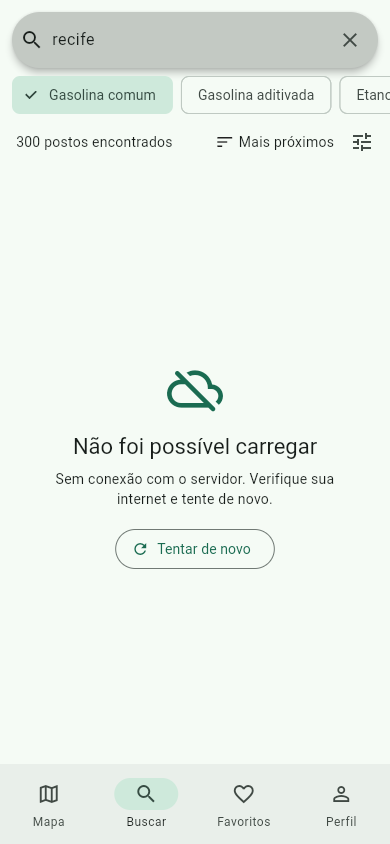 recife
Gasolina comum
Gasolina aditivada
Etano
300 postos encontrados
Mais próximos
Não foi possível carregar
Sem conexão com o servidor. Verifique sua
internet e tente de novo.
Tentar de novo
Mapa
Buscar
Favoritos
Perfil